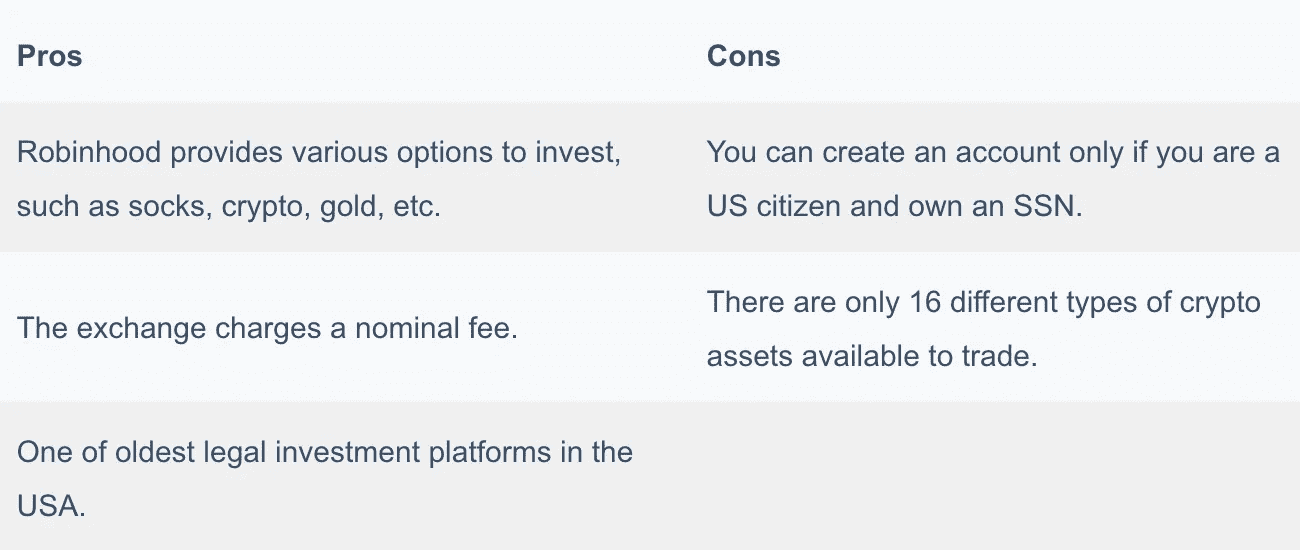 Pros
Cons
Robinhood provides various options to invest,
such as socks, crypto, gold, etc.
You can create an account only if you are a
US citizen and own an SSN.
The exchange charges a nominal fee.
There are only 16 different types of crypto
assets available to trade.
One of oldest legal investment platforms in the
USA.